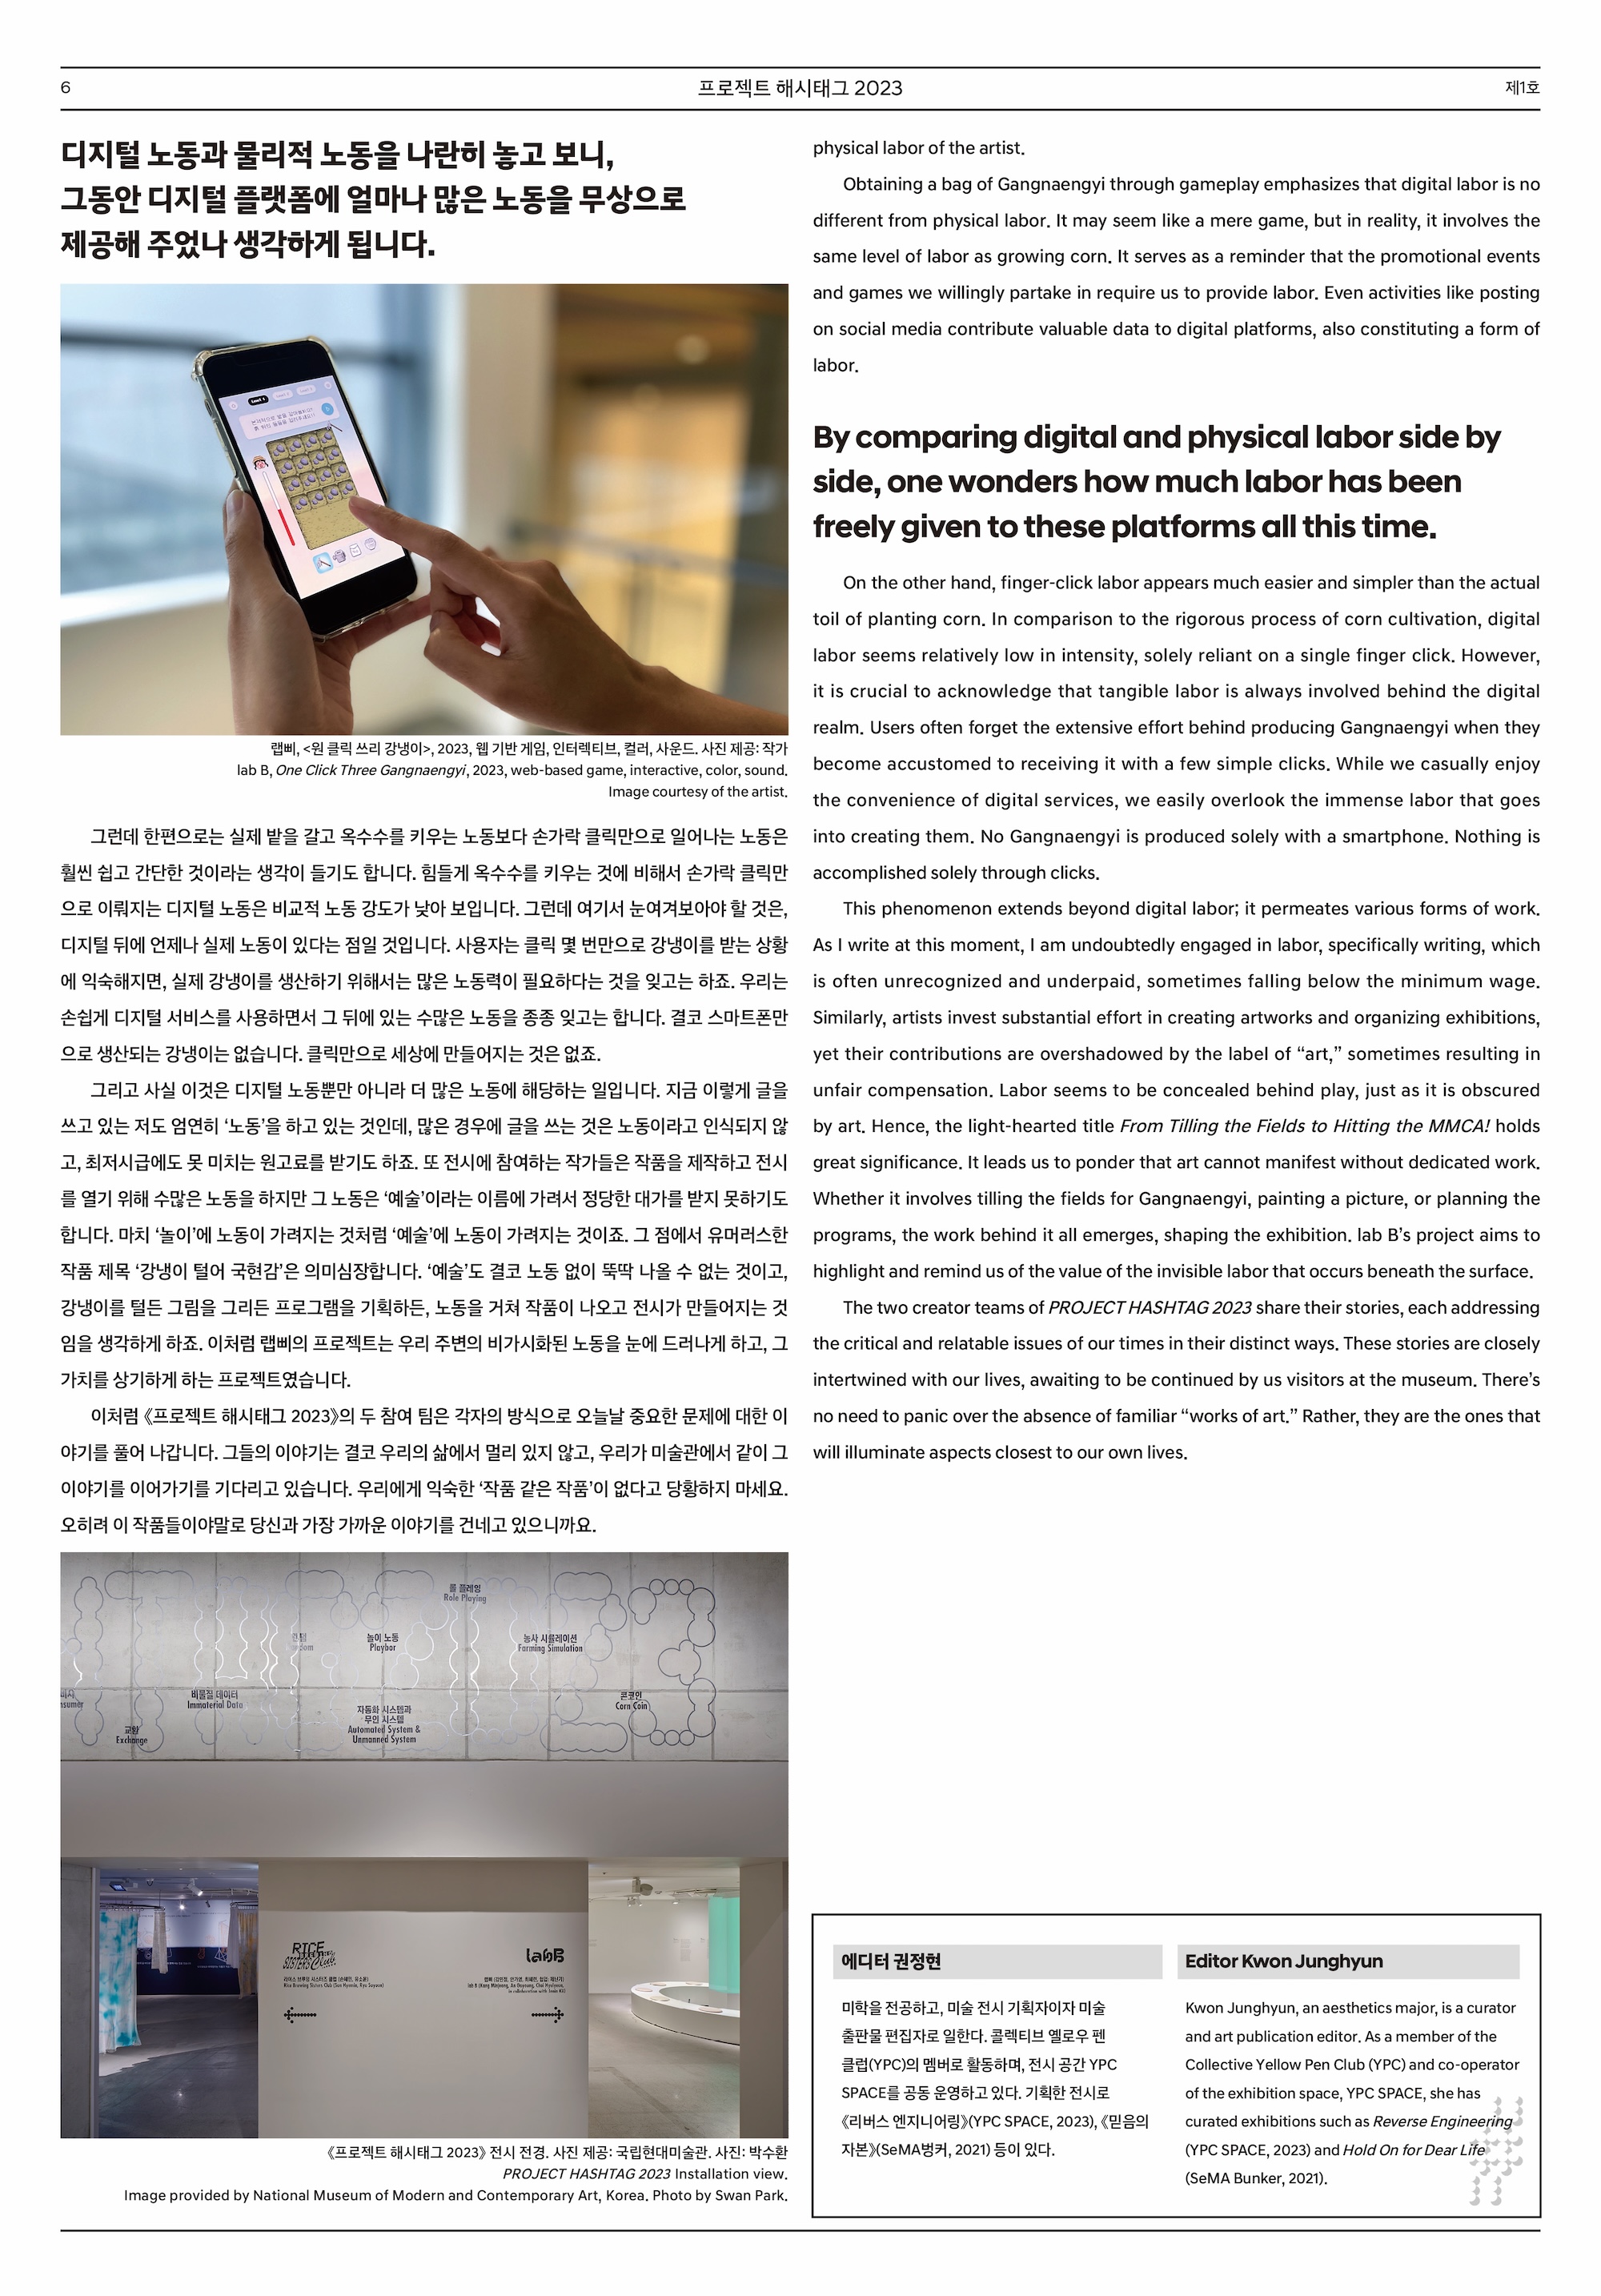 6
프로젝트 해시태그 2023
제1호
디지털 노동과 물리적 노동을 나란히 놓고 보니,
그동안 디지털 플랫폼에 얼마나 많은 노동을 무상으로
제공해 주었나 생각하게 됩니다.
랩삐, <원 클릭 쓰리 강냉이>, 2023, 웹 기반 게임, 인터렉티브, 컬러, 사운드. 사진 제공: 작가
lab B, One Click Three Gangnaengyi, 2023, web-based game, interactive, color, sound.
Image courtesy of the artist.
그런데 한편으로는 실제 밭을 갈고 옥수수를 키우는 노동보다 손가락 클릭만으로 일어나는 노동은
훨씬 쉽고 간단한 것이라는 생각이 들기도 합니다. 힘들게 옥수수를 키우는 것에 비해서 손가락 클릭만
으로 이뤄지는 디지털 노동은 비교적 노동 강도가 낮아 보입니다. 그런데 여기서 눈여겨보아야 할 것은,
디지털 뒤에 언제나 실제 노동이 있다는 점일 것입니다. 사용자는 클릭 몇 번만으로 강냉이를 받는 상황
에 익숙해지면, 실제 강냉이를 생산하기 위해서는 많은 노동력이 필요하다는 것을 잊고는 하죠. 우리는
손쉽게 디지털 서비스를 사용하면서 그 뒤에 있는 수많은 노동을 종종 잊고는 합니다. 결코 스마트폰만
으로 생산되는 강냉이는 없습니다. 클릭만으로 세상에 만들어지는 것은 없죠.
그리고 사실 이것은 디지털 노동뿐만 아니라 더 많은 노동에 해당하는 일입니다. 지금 이렇게 글을
쓰고 있는 저도 엄연히 ‘노동’을 하고 있는 것인데, 많은 경우에 글을 쓰는 것은 노동이라고 인식되지 않
고, 최저시급에도 못 미치는 원고료를 받기도 하죠. 또 전시에 참여하는 작가들은 작품을 제작하고 전시
를 열기 위해 수많은 노동을 하지만 그 노동은 ‘예술’이라는 이름에 가려서 정당한 대가를 받지 못하기도
합니다. 마치 ‘놀이’에 노동이 가려지는 것처럼 ‘예술’에 노동이 가려지는 것이죠. 그 점에서 유머러스한
작품 제목 ‘강냉이 털어 국현감’은 의미심장합니다. ‘예술’도 결코 노동 없이 뚝딱 나올 수 없는 것이고,
강냉이를 털든 그림을 그리든 프로그램을 기획하든, 노동을 거쳐 작품이 나오고 전시가 만들어지는 것
임을 생각하게 하죠. 이처럼 랩삐의 프로젝트는 우리 주변의 비가시화된 노동을 눈에 드러나게 하고, 그
가치를 상기하게 하는 프로젝트였습니다.
이처럼 《프로젝트 해시태그 2023》의 두 참여 팀은 각자의 방식으로 오늘날 중요한 문제에 대한 이
야기를 풀어 나갑니다. 그들의 이야기는 결코 우리의 삶에서 멀리 있지 않고, 우리가 미술관에서 같이 그
이야기를 이어가기를 기다리고 있습니다. 우리에게 익숙한 ‘작품 같은 작품’이 없다고 당황하지 마세요.
오히려 이 작품들이야말로 당신과 가장 가까운 이야기를 건네고 있으니까요.
롤 플레잉
Role Playing
놀이 노동
Playbor
농사 시뮬레이션
Farming Simulation
비물질 데이터
Immaterial Data
콘코인
Corn Coin
자동화 시스템과
무인 시스템
Automated System &
Unmanned System
교환
Exchange
RICE
SISTERS Club
labB
《프로젝트 해시태그 2023》 전시 전경. 사진 제공: 국립현대미술관. 사진: 박수환
PROJECT HASHTAG 2023 Installation view.
Image provided by National Museum of Modern and Contemporary Art, Korea. Photo by Swan Park.
physical labor of the artist.
Obtaining a bag of Gangnaengyi through gameplay emphasizes that digital labor is no
different from physical labor. It may seem like a mere game, but in reality, it involves the
same level of labor as growing corn. It serves as a reminder that the promotional events
and games we willingly partake in require us to provide labor. Even activities like posting
on social media contribute valuable data to digital platforms, also constituting a form of
labor.
By comparing digital and physical labor side by
side, one wonders how much labor has been
freely given to these platforms all this time.
On the other hand, finger-click labor appears much easier and simpler than the actual
toil of planting corn. In comparison to the rigorous process of corn cultivation, digital
labor seems relatively low in intensity, solely reliant on a single finger click. However,
it is crucial to acknowledge that tangible labor is always involved behind the digital
realm. Users often forget the extensive effort behind producing Gangnaengyi when they
become accustomed to receiving it with a few simple clicks. While we casually enjoy
the convenience of digital services, we easily overlook the immense labor that goes
into creating them. No Gangnaengyi is produced solely with a smartphone. Nothing is
accomplished solely through clicks.
This phenomenon extends beyond digital labor; it permeates various forms of work.
As I write at this moment, I am undoubtedly engaged in labor, specifically writing, which
is often unrecognized and underpaid, sometimes falling below the minimum wage.
Similarly, artists invest substantial effort in creating artworks and organizing exhibitions,
yet their contributions are overshadowed by the label of “art,” sometimes resulting in
unfair compensation. Labor seems to be concealed behind play, just as it is obscured
by art. Hence, the light-hearted title From Tilling the Fields to Hitting the MMCA! holds
great significance. It leads us to ponder that art cannot manifest without dedicated work.
Whether it involves tilling the fields for Gangnaengyi, painting a picture, or planning the
programs, the work behind it all emerges, shaping the exhibition. lab B’s project aims to
highlight and remind us of the value of the invisible labor that occurs beneath the surface.
The two creator teams of PROJECT HASHTAG 2023 share their stories, each addressing
the critical and relatable issues of our times in their distinct ways. These stories are closely
intertwined with our lives, awaiting to be continued by us visitors at the museum. There’s
no need to panic over the absence of familiar “works of art.” Rather, they are the ones that
will illuminate aspects closest to our own lives.
에디터 권정현
미학을 전공하고, 미술 전시 기획자이자 미술
출판물 편집자로 일한다. 콜렉티브 옐로우 펜
클럽(YPC)의 멤버로 활동하며, 전시 공간 YPC
SPACE를 공동 운영하고 있다. 기획한 전시로
《리버스 엔지니어링》(YPC SPACE, 2023), 《믿음의
자본》(SeMA벙커, 2021) 등이 있다.
Editor Kwon Junghyun
Kwon Junghyun, an aesthetics major, is a curator
and art publication editor. As a member of the
Collective Yellow Pen Club (YPC) and co-operator
of the exhibition space, YPC SPACE, she has
curated exhibitions such as Reverse Engineering
(YPC SPACE, 2023) and Hold On for Dear Life
(SeMA Bunker, 2021).